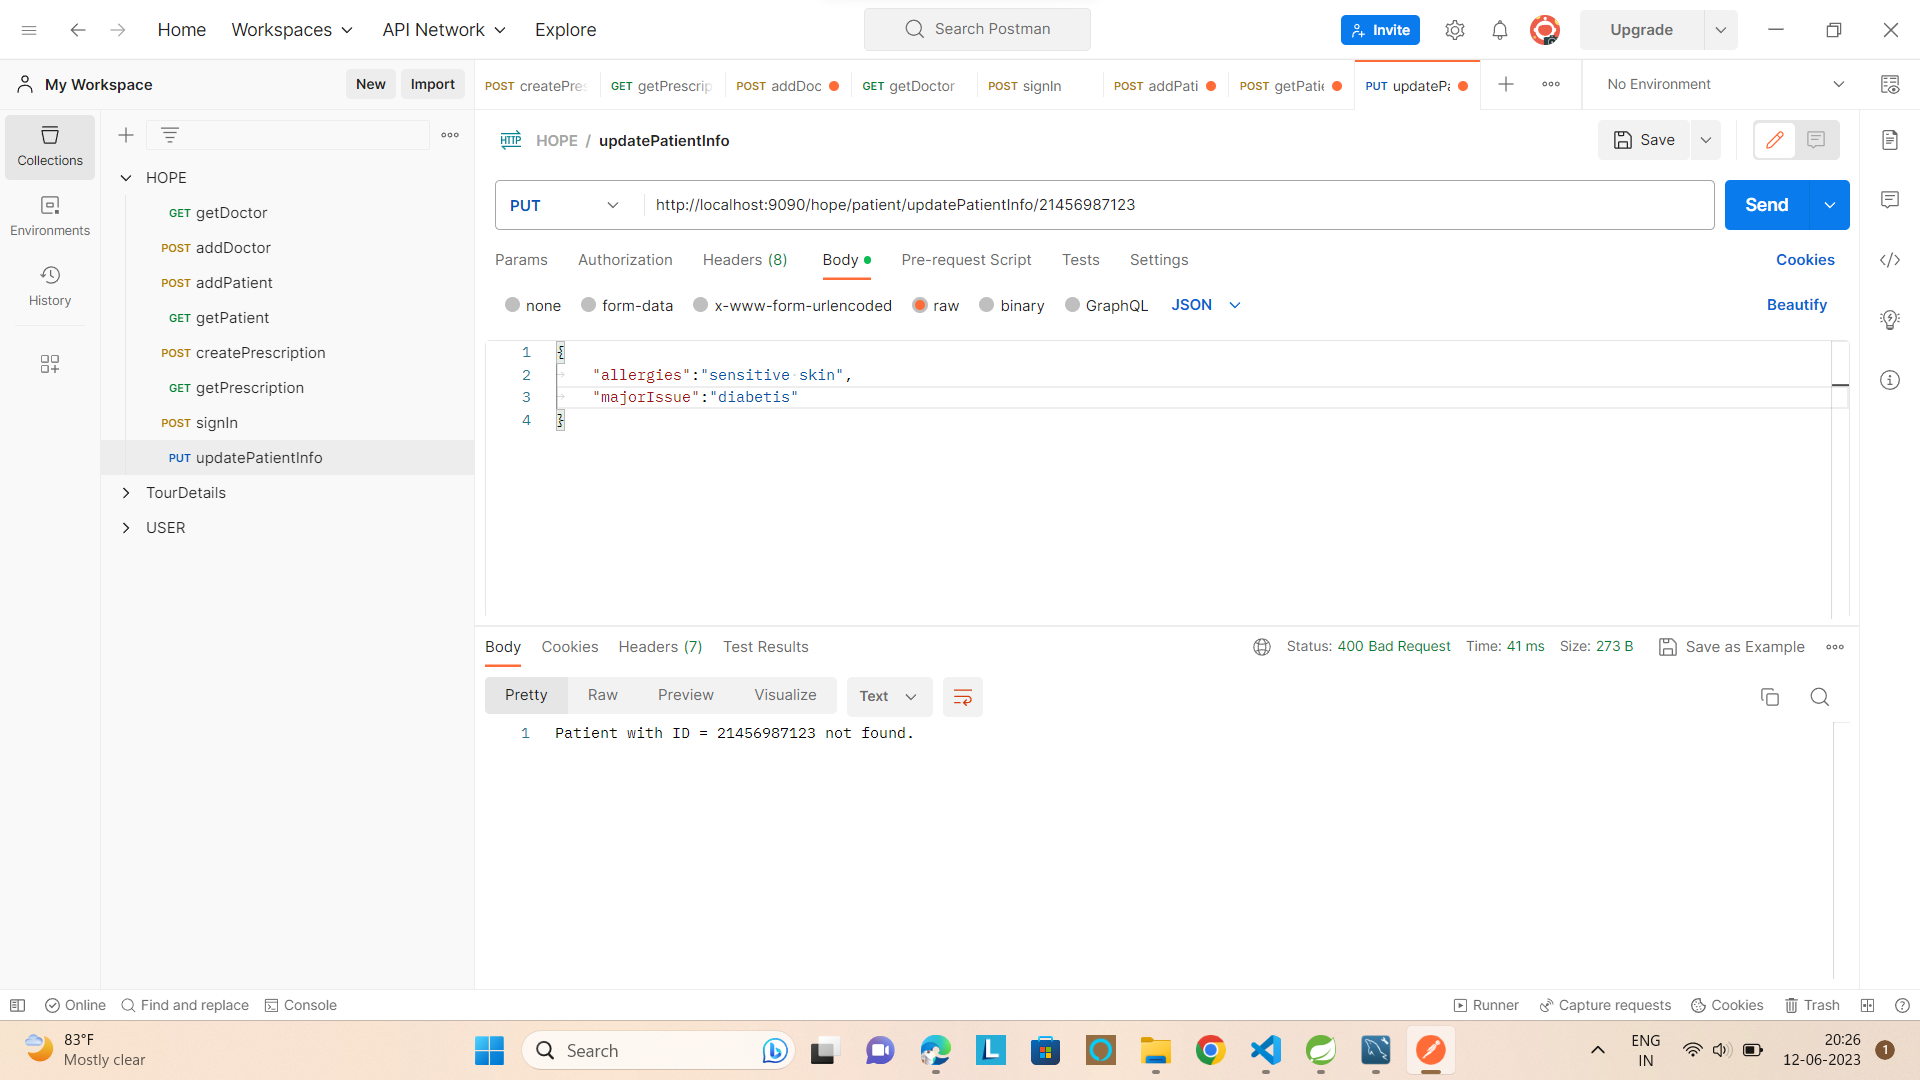 Home Workspaces API Network Explore Search Postman Invite Upgrade
My Workspace New Import
POST createPres GET getPrescrip POST addDoc GET getDoctor POST signIn POST addPati POST getPatie PUT updatePa No Environment
Collections
Environments
History
HOPE
GET getDoctor
POST addDoctor
POST addPatient
GET getPatient
POST createPrescription
GET getPrescription
POST signIn
PUT updatePatientInfo
TourDetails
USER
HTTP HOPE / updatePatientInfo Save
PUT http://localhost:9090/hope/patient/updatePatientInfo/21456987123 Send
Params Authorization Headers (8) Body Pre-request Script Tests Settings Cookies
none form-data x-www-form-urlencoded raw binary GraphQL JSON Beautify
1 {
2 "allergies":"sensitive skin",
3 "majorIssue":"diabetis"
4 }
Body Cookies Headers (7) Test Results Status: 400 Bad Request Time: 41 ms Size: 273 B Save as Example
Pretty Raw Preview Visualize Text
1 Patient with ID = 21456987123 not found.
Online Find and replace Console Runner Capture requests Cookies Trash
83°F
Mostly clear
Search
L
ENG
IN
20:26
12-06-2023
1